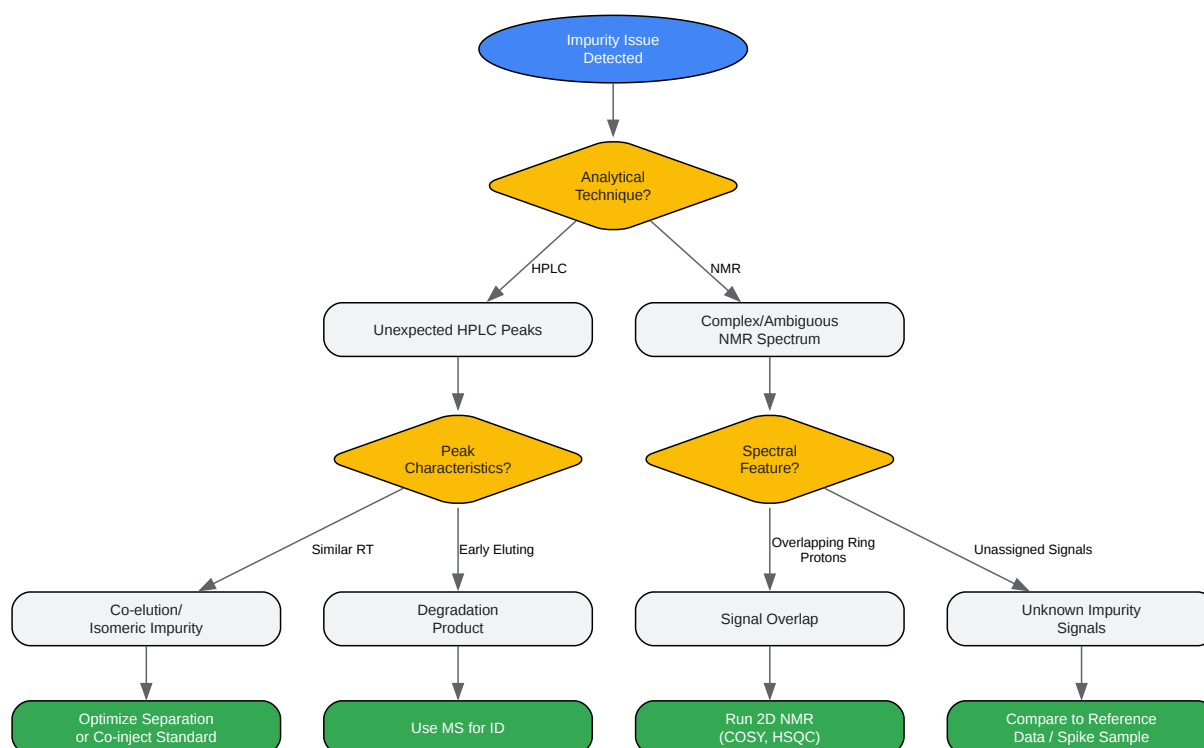 Impurity Issue
Detected
Analytical
Technique?
HPLC
NMR
Unexpected HPLC Peaks
Complex/Ambiguous
NMR Spectrum
Peak
Characteristics?
Spectral
Feature?
Similar RT
Early Eluting
Overlapping Ring
Protons
Unassigned Signals
Co-elution/
Isomeric Impurity
Degradation
Product
Signal Overlap
Unknown Impurity
Signals
Optimize Separation
or Co-inject Standard
Use MS for ID
Run 2D NMR
(COSY, HSQC)
Compare to Reference
Data / Spike Sample